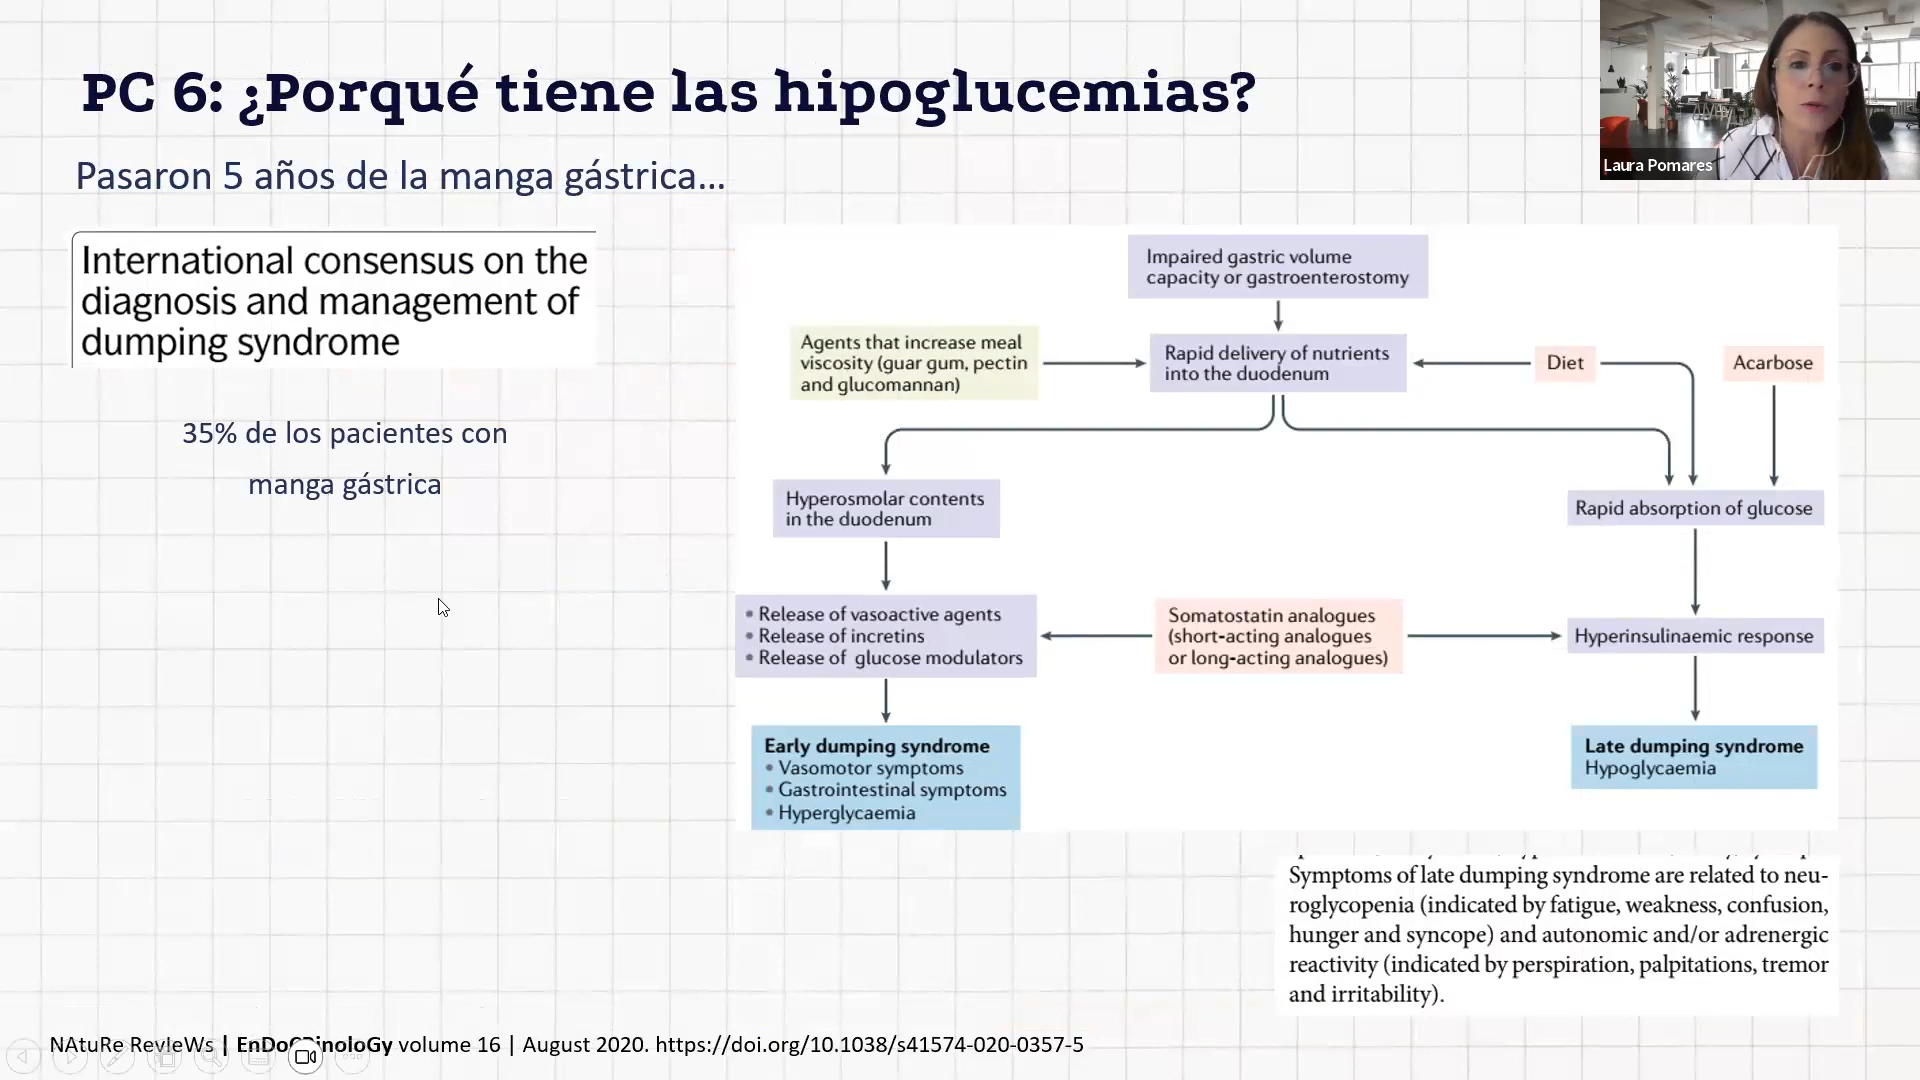 PC 6: ¿Porqué tiene las hipoglucemias?
Pasaron 5 años de la manga gástrica...
Laura Pomares
International consensus on the
diagnosis and management of
dumping syndrome
35% de los pacientes con
manga gástrica
Impaired gastric volume
capacity or gastroenterostomy
Agents that increase meal
viscosity (guar gum, pectin
and glucomannan)
Rapid delivery of nutrients
into the duodenum
Diet
Acarbose
Hyperosmolar contents
in the duodenum
Rapid absorption of glucose
• Release of vasoactive agents
• Release of incretins
• Release of glucose modulators
Somatostatin analogues
(short-acting analogues
or long-acting analogues)
Hyperinsulinaemic response
Early dumping syndrome
• Vasomotor symptoms
• Gastrointestinal symptoms
• Hyperglycaemia
Late dumping syndrome
Hypoglycaemia
Symptoms of late dumping syndrome are related to neu-
roglycopenia (indicated by fatigue, weakness, confusion,
hunger and syncope) and autonomic and/or adrenergic
reactivity (indicated by perspiration, palpitations, tremor
and irritability).
NAtuRe RevIeWs | EnDoCRinoloGy volume 16 | August 2020. https://doi.org/10.1038/s41574-020-0357-5